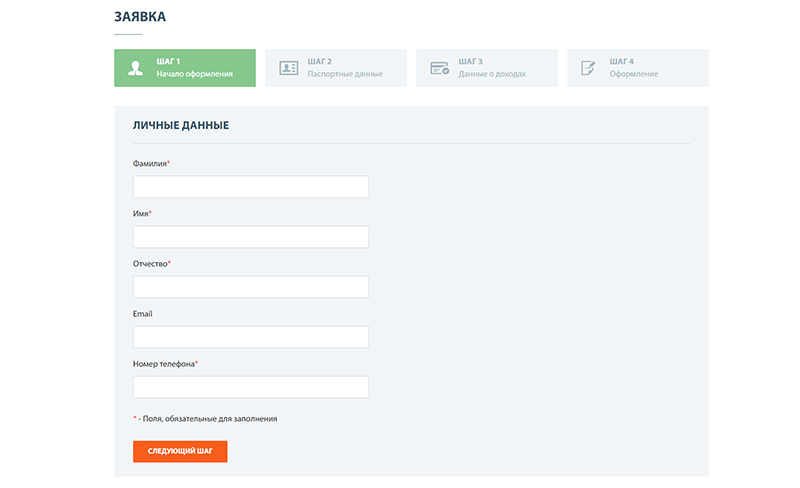 ЗАЯВКА
ШАГ 1
Начало оформления
ШАГ 2
Паспортные данные
ШАГ 3
Данные о доходах
ШАГ 4
Оформление
ЛИЧНЫЕ ДАННЫЕ
Фамилия*
Имя*
Отчество*
Email
Номер телефона*
* - Поля, обязательные для заполнения
СЛЕДУЮЩИЙ ШАГ